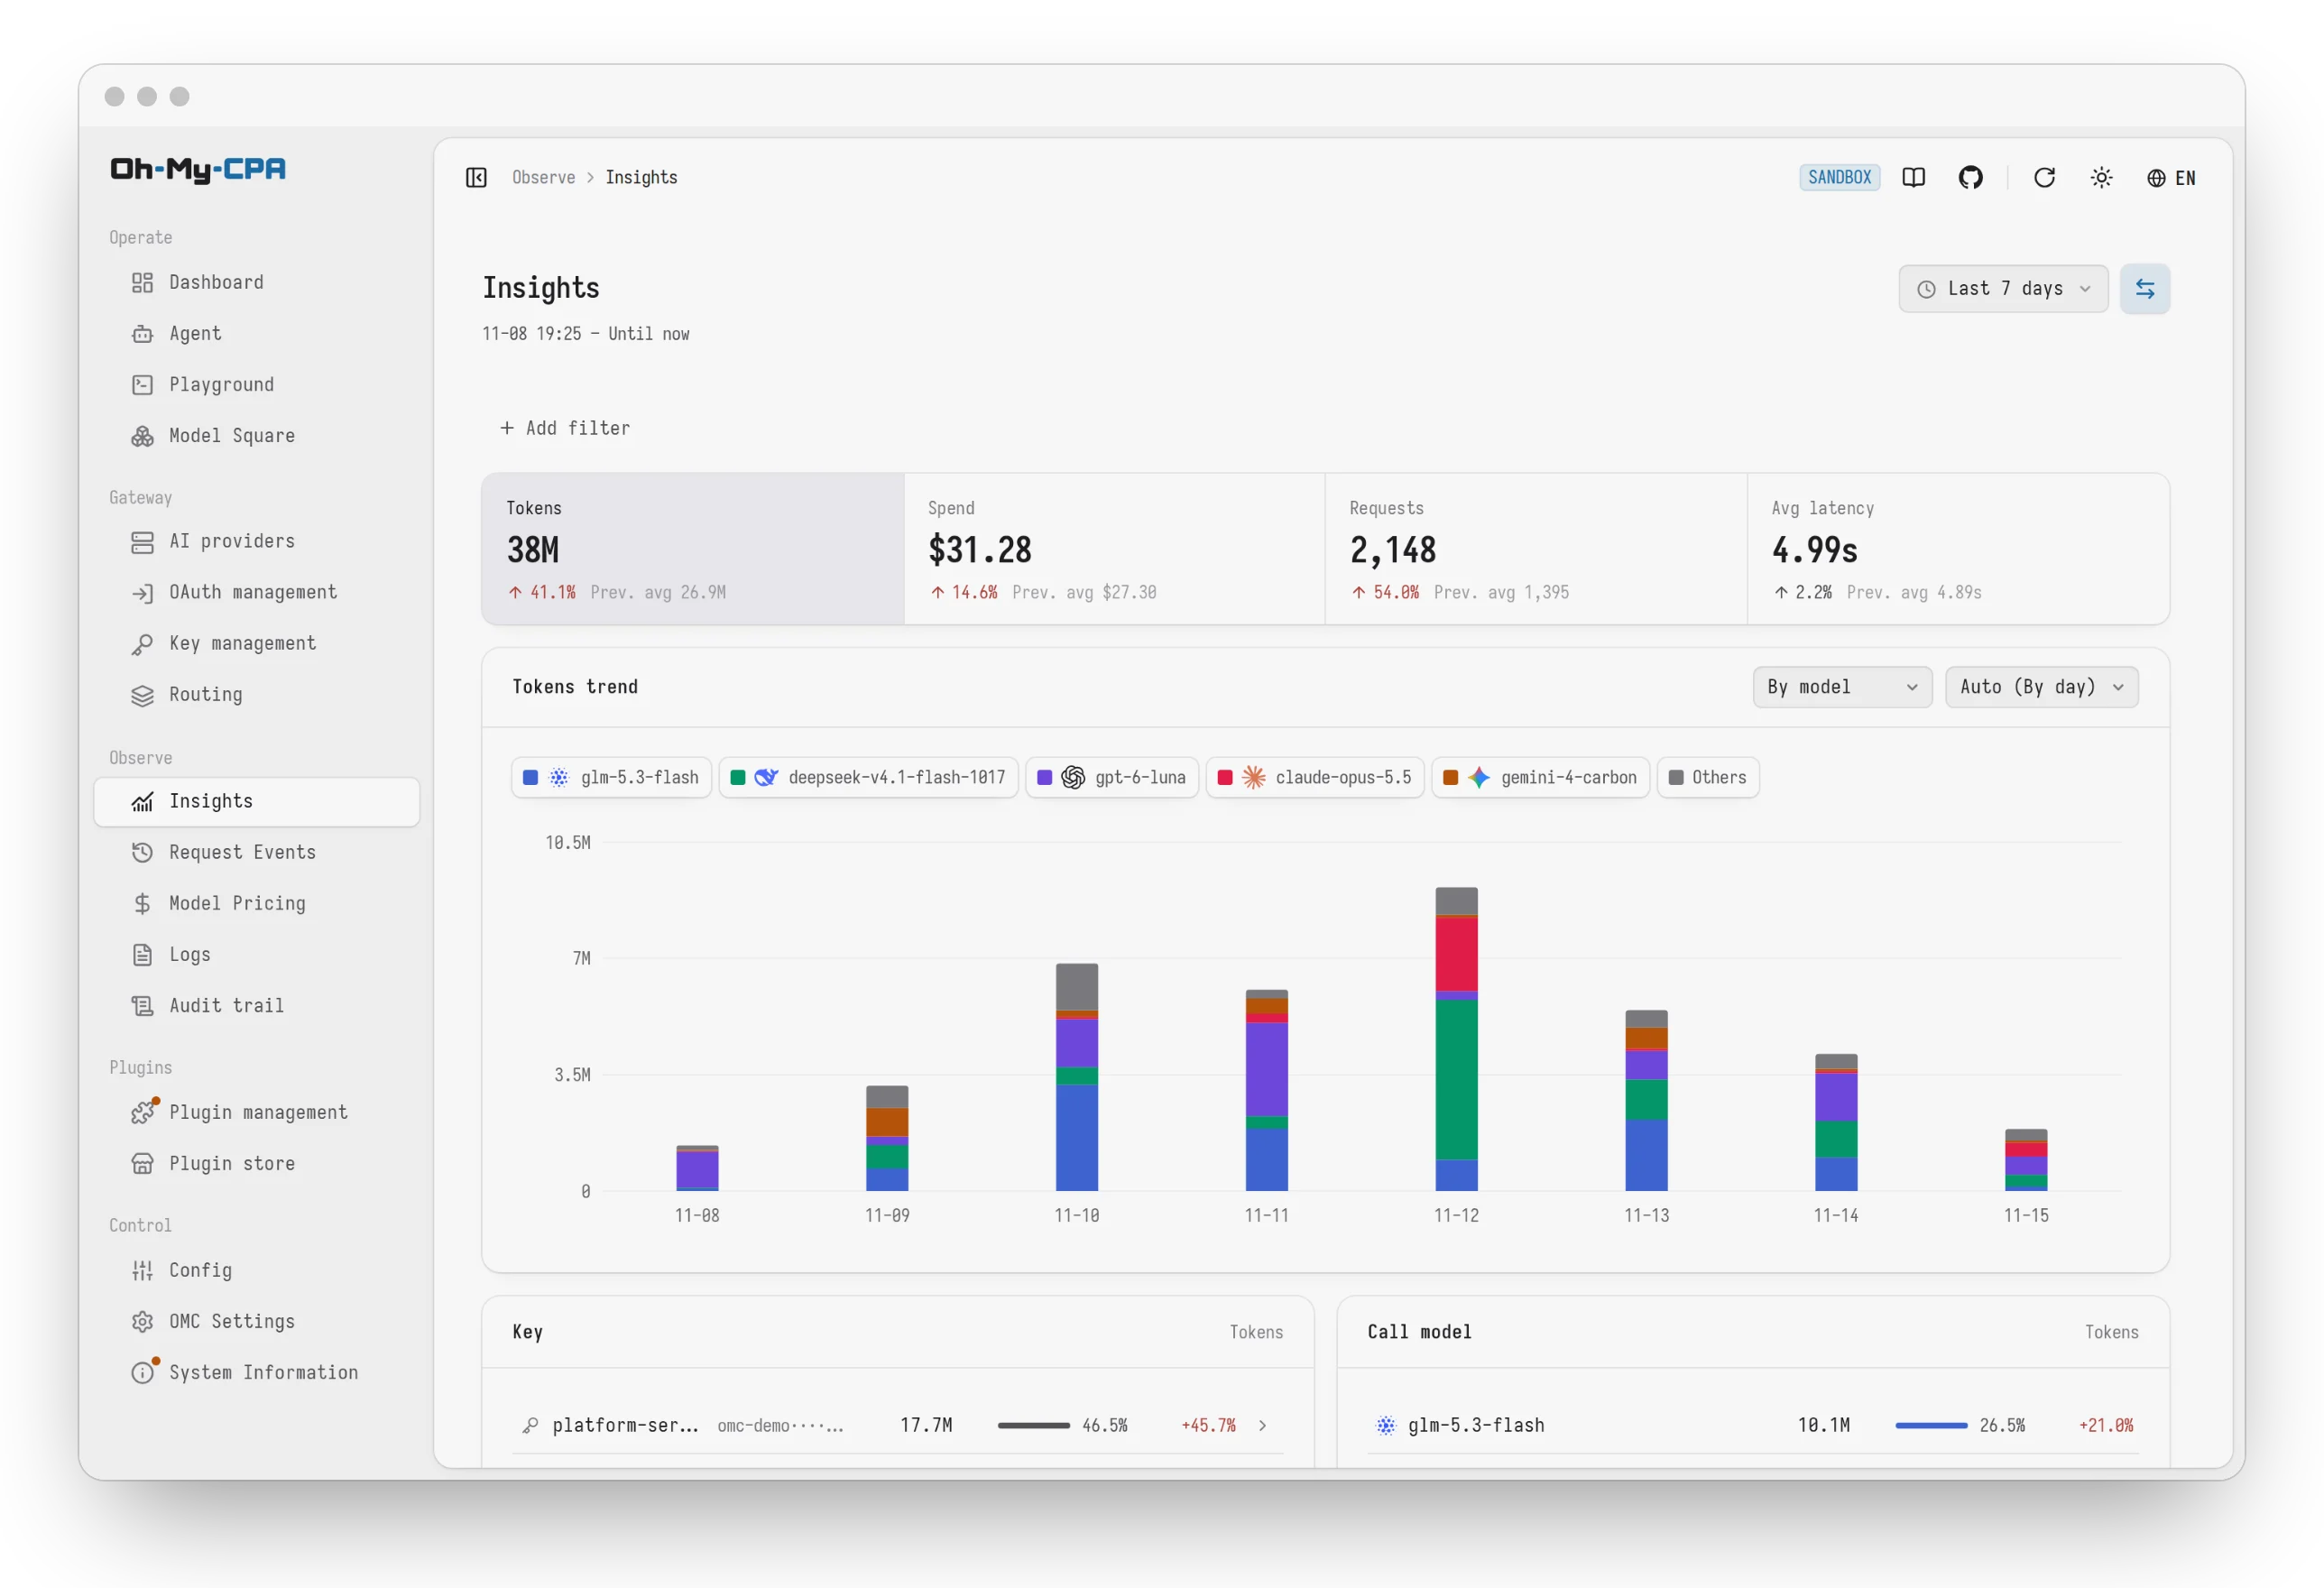 Oh-My-CPA
Operate
Dashboard
Agent
Playground
Model Square
Gateway
AI providers
OAuth management
Key management
Routing
Observe
Insights
Request Events
Model Pricing
Logs
Audit trail
Plugins
Plugin management
Plugin store
Control
Config
OMC Settings
System Information
Observe > Insights
SANDBOX
EN
Insights
Last 7 days
11-08 19:25 – Until now
+ Add filter
Tokens
38M
↑ 41.1% Prev. avg 26.9M
Spend
$31.28
↑ 14.6% Prev. avg $27.30
Requests
2,148
↑ 54.0% Prev. avg 1,395
Avg latency
4.99s
↑ 2.2% Prev. avg 4.89s
Tokens trend
By model
Auto (By day)
glm-5.3-flash
deepseek-v4.1-flash-1017
gpt-6-luna
claude-opus-5.5
gemini-4-carbon
Others
10.5M
7M
3.5M
0
11-08
11-09
11-10
11-11
11-12
11-13
11-14
11-15
Key
Tokens
platform-ser... omc-demo····... 17.7M 46.5% +45.7%
Call model
Tokens
glm-5.3-flash 10.1M 26.5% +21.0%